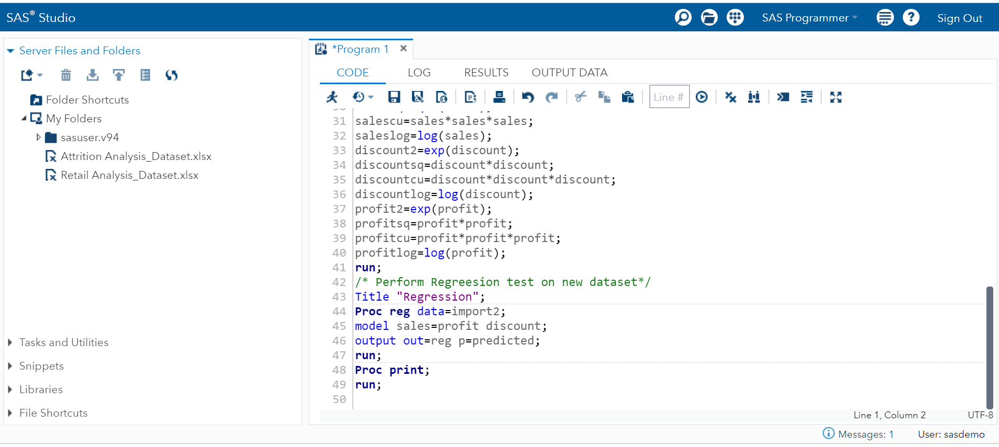 SAS® Studio
SAS Programmer
Sign Out
Server Files and Folders
Folder Shortcuts
My Folders
sasuser.v94
Attrition Analysis_Dataset.xlsx
Retail Analysis_Dataset.xlsx
Tasks and Utilities
Snippets
Libraries
File Shortcuts
*Program 1
CODE LOG RESULTS OUTPUT DATA
Line #
31 salescu=sales*sales*sales;
32 saleslog=log(sales);
33 discount2=exp(discount);
34 discountsq=discount*discount;
35 discountcu=discount*discount*discount;
36 discountlog=log(discount);
37 profit2=exp(profit);
38 profitsq=profit*profit;
39 profitcu=profit*profit*profit;
40 profitlog=log(profit);
41 run;
42 /* Perform Regreesion test on new dataset*/
43 Title "Regression";
44 Proc reg data=import2;
45 model sales=profit discount;
46 output out=reg p=predicted;
47 run;
48 Proc print;
49 run;
50
Line 1, Column 2 UTF-8
Messages: 1 User: sasdemo